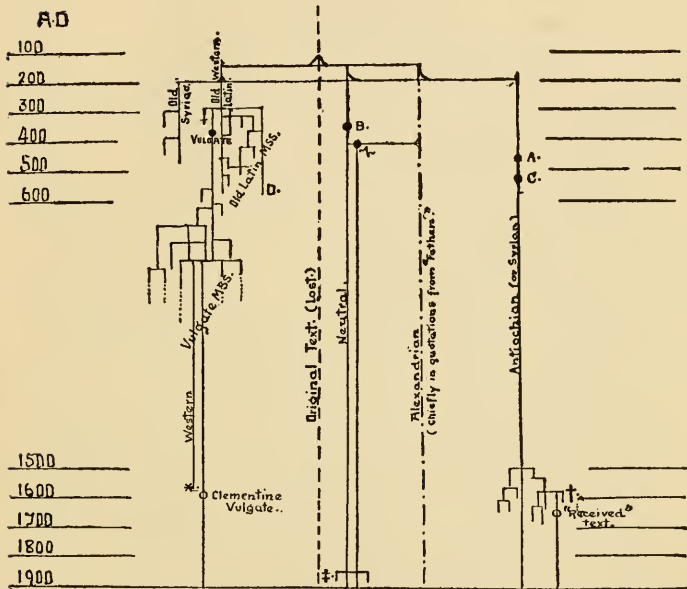 A.D
100
200
300
400
500
600
1500
1600
1700
1800
1900
Western.
Old Syriac
Old Latin.
VULGATE
Old Latin MSS.
D.
Vulgate MSS.
Western
*.
Clementine
Vulgate..
Original Text. (lost.)
B.
Neutral.
‡.
Alexandrian
(Chiefly in quotations from "Fathers")
A.
C.
Antiochian (or Syrian)
†.
"Received"
text.